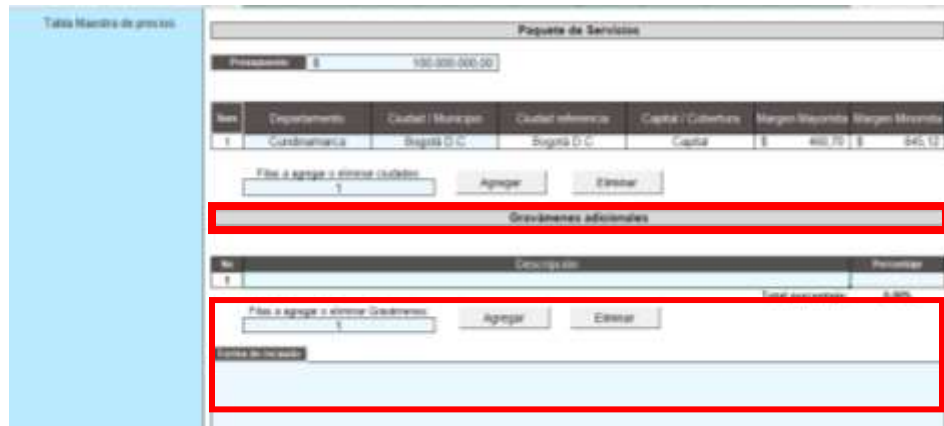 Tabla Maestra de precios
Paquete de Servicios
Presupuesto $ 100.000.000,00
Num Departamento Ciudad / Municipio Ciudad referencia Capital / Cobertura Margen Mayorista Margen Minorista
1 Cundinamarca Bogotá D.C Bogotá D.C Capital $ 460,70 $ 645,12
Filas a agregar o eliminar ciudades
1 Agregar Eliminar
Gravámenes adicionales
No Descripción Porcentaje
1
Total porcentaje 0,00%
Filas a agregar o eliminar Gravámenes
1 Agregar Eliminar